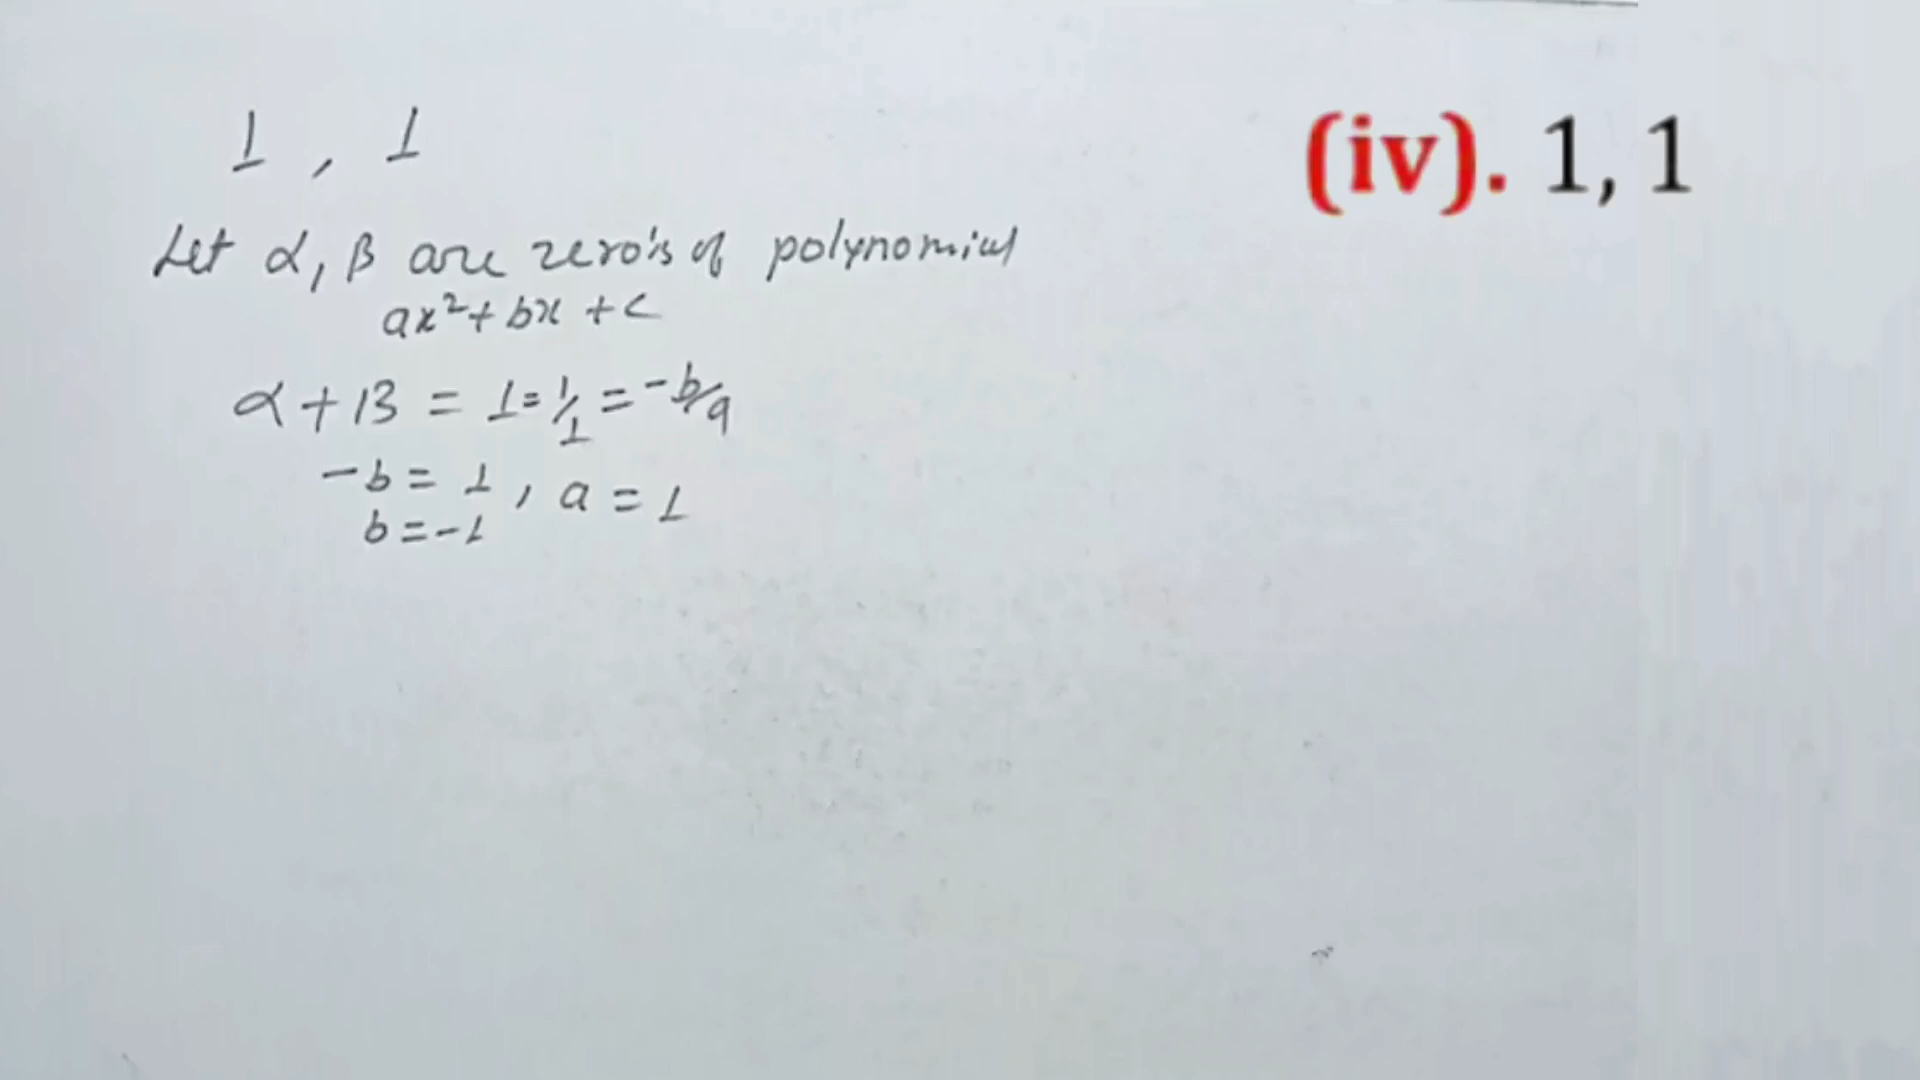 1 , 1
(iv). 1, 1
Let α, β are zero's of polynomial
ax²+ bx + c
α + β = 1 = 1/1 = -b/a
-b = 1 , a = 1
b = -1